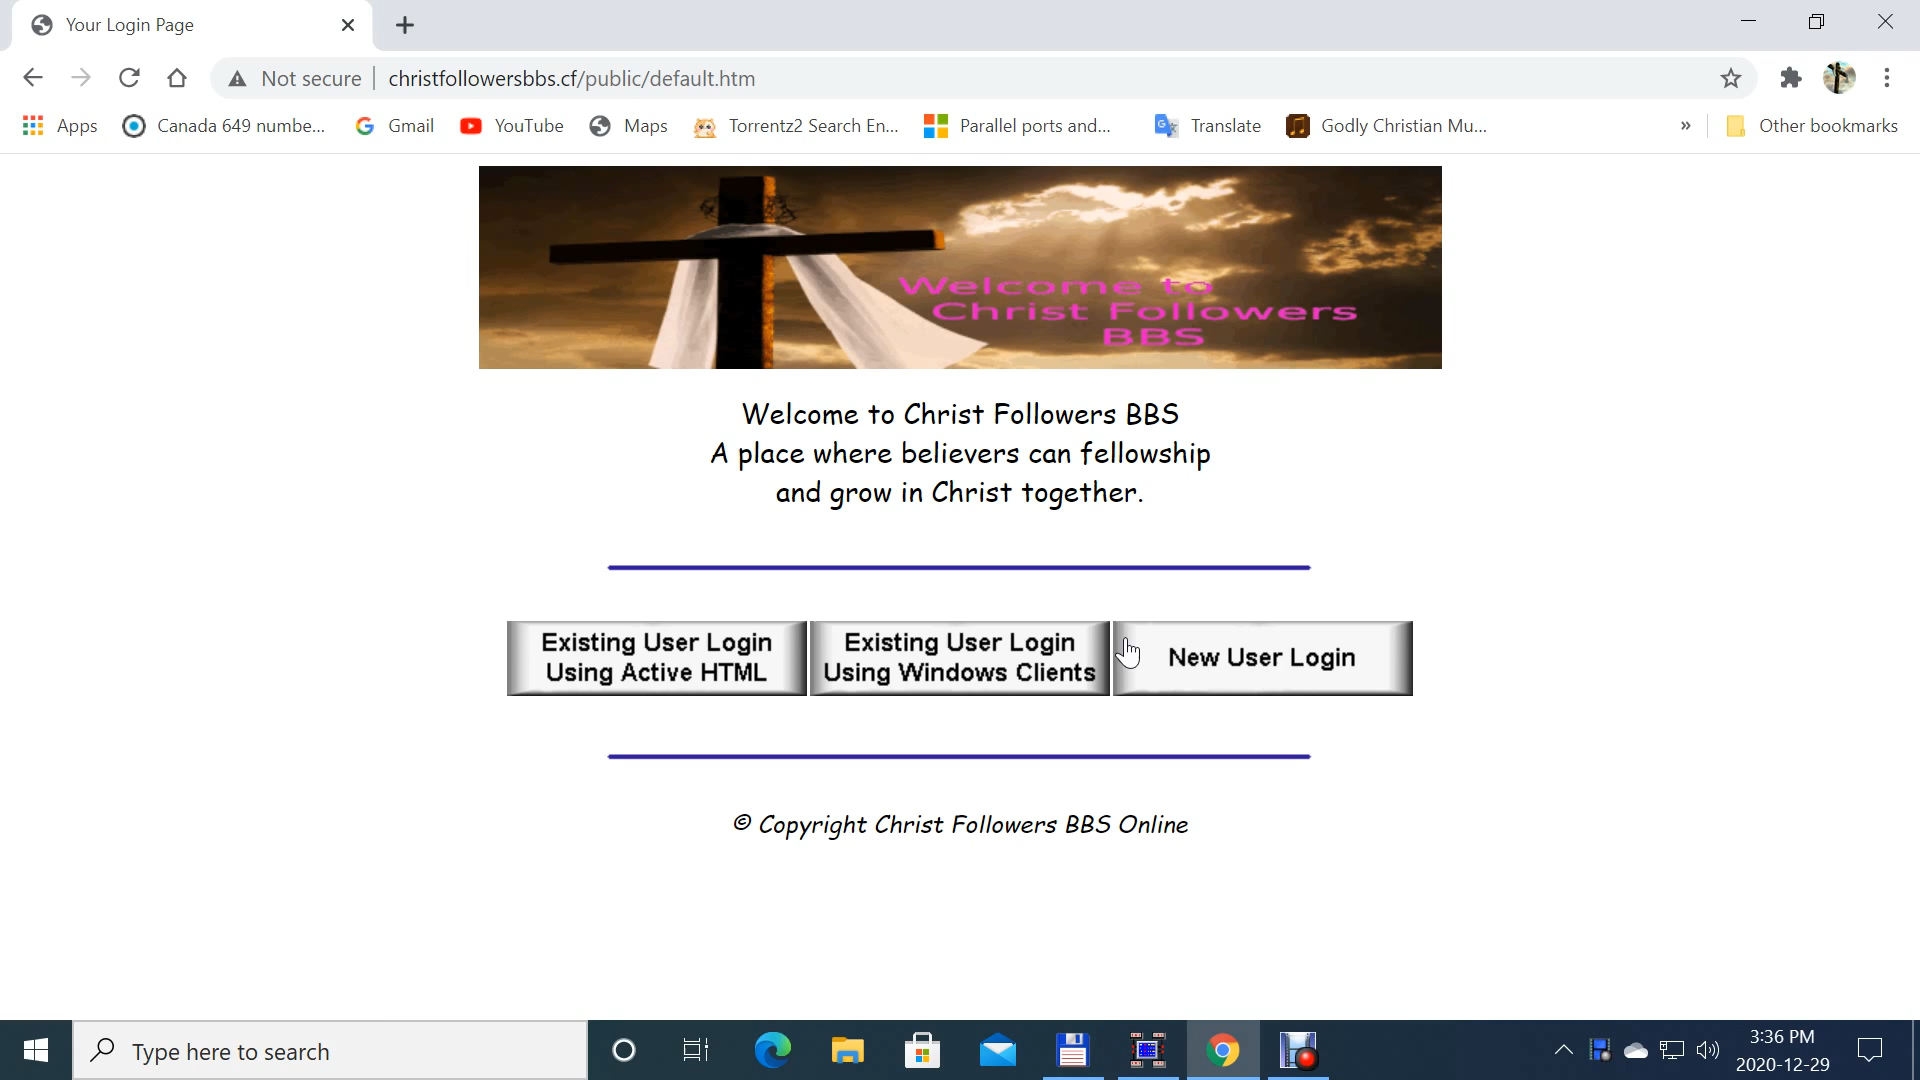 Your Login Page
Not secure
christfollowersbbs.cf/public/default.htm
Apps
Canada 649 numbe...
Gmail
YouTube
Maps
Torrentz2 Search En...
Parallel ports and...
Translate
Godly Christian Mu...
»
Other bookmarks
Welcome to
Christ Followers
BBS
Welcome to Christ Followers BBS
A place where believers can fellowship
and grow in Christ together.
Existing User Login
Using Active HTML
Existing User Login
Using Windows Clients
New User Login
© Copyright Christ Followers BBS Online
Type here to search
3:36 PM
2020-12-29